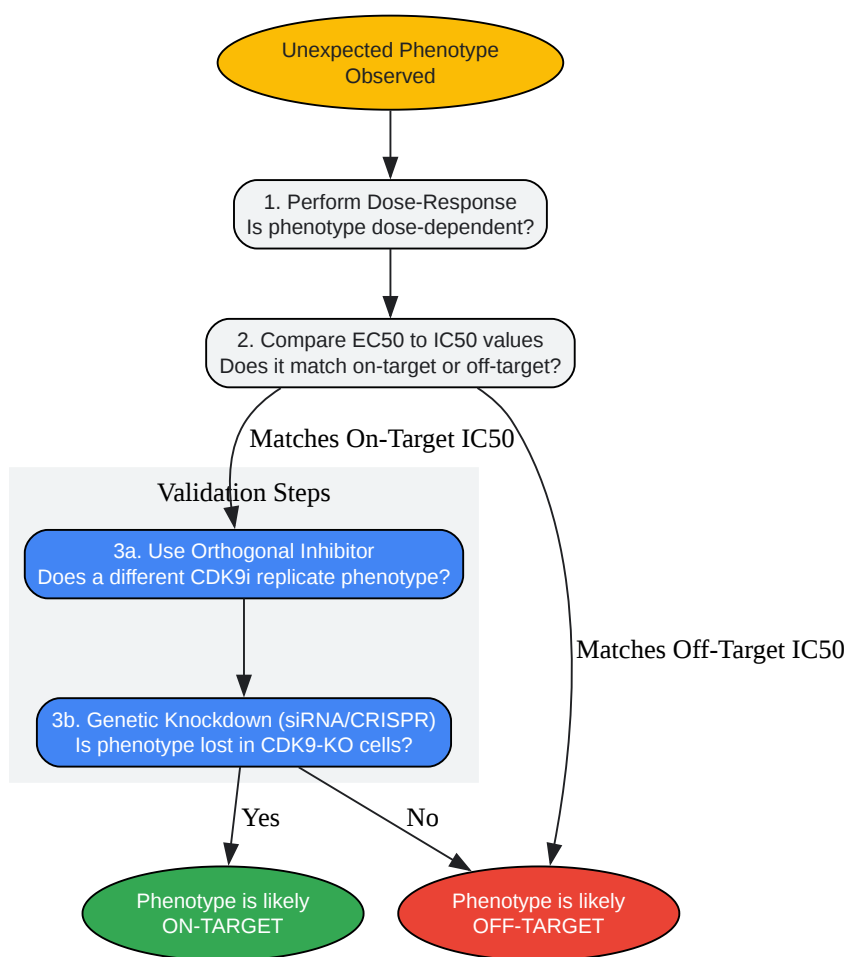 Unexpected Phenotype
Observed
1. Perform Dose-Response
Is phenotype dose-dependent?
2. Compare EC50 to IC50 values
Does it match on-target or off-target?
Matches On-Target IC50
Validation Steps
3a. Use Orthogonal Inhibitor
Does a different CDK9i replicate phenotype?
Matches Off-Target IC50
3b. Genetic Knockdown (siRNA/CRISPR)
Is phenotype lost in CDK9-KO cells?
Yes
No
Phenotype is likely
ON-TARGET
Phenotype is likely
OFF-TARGET